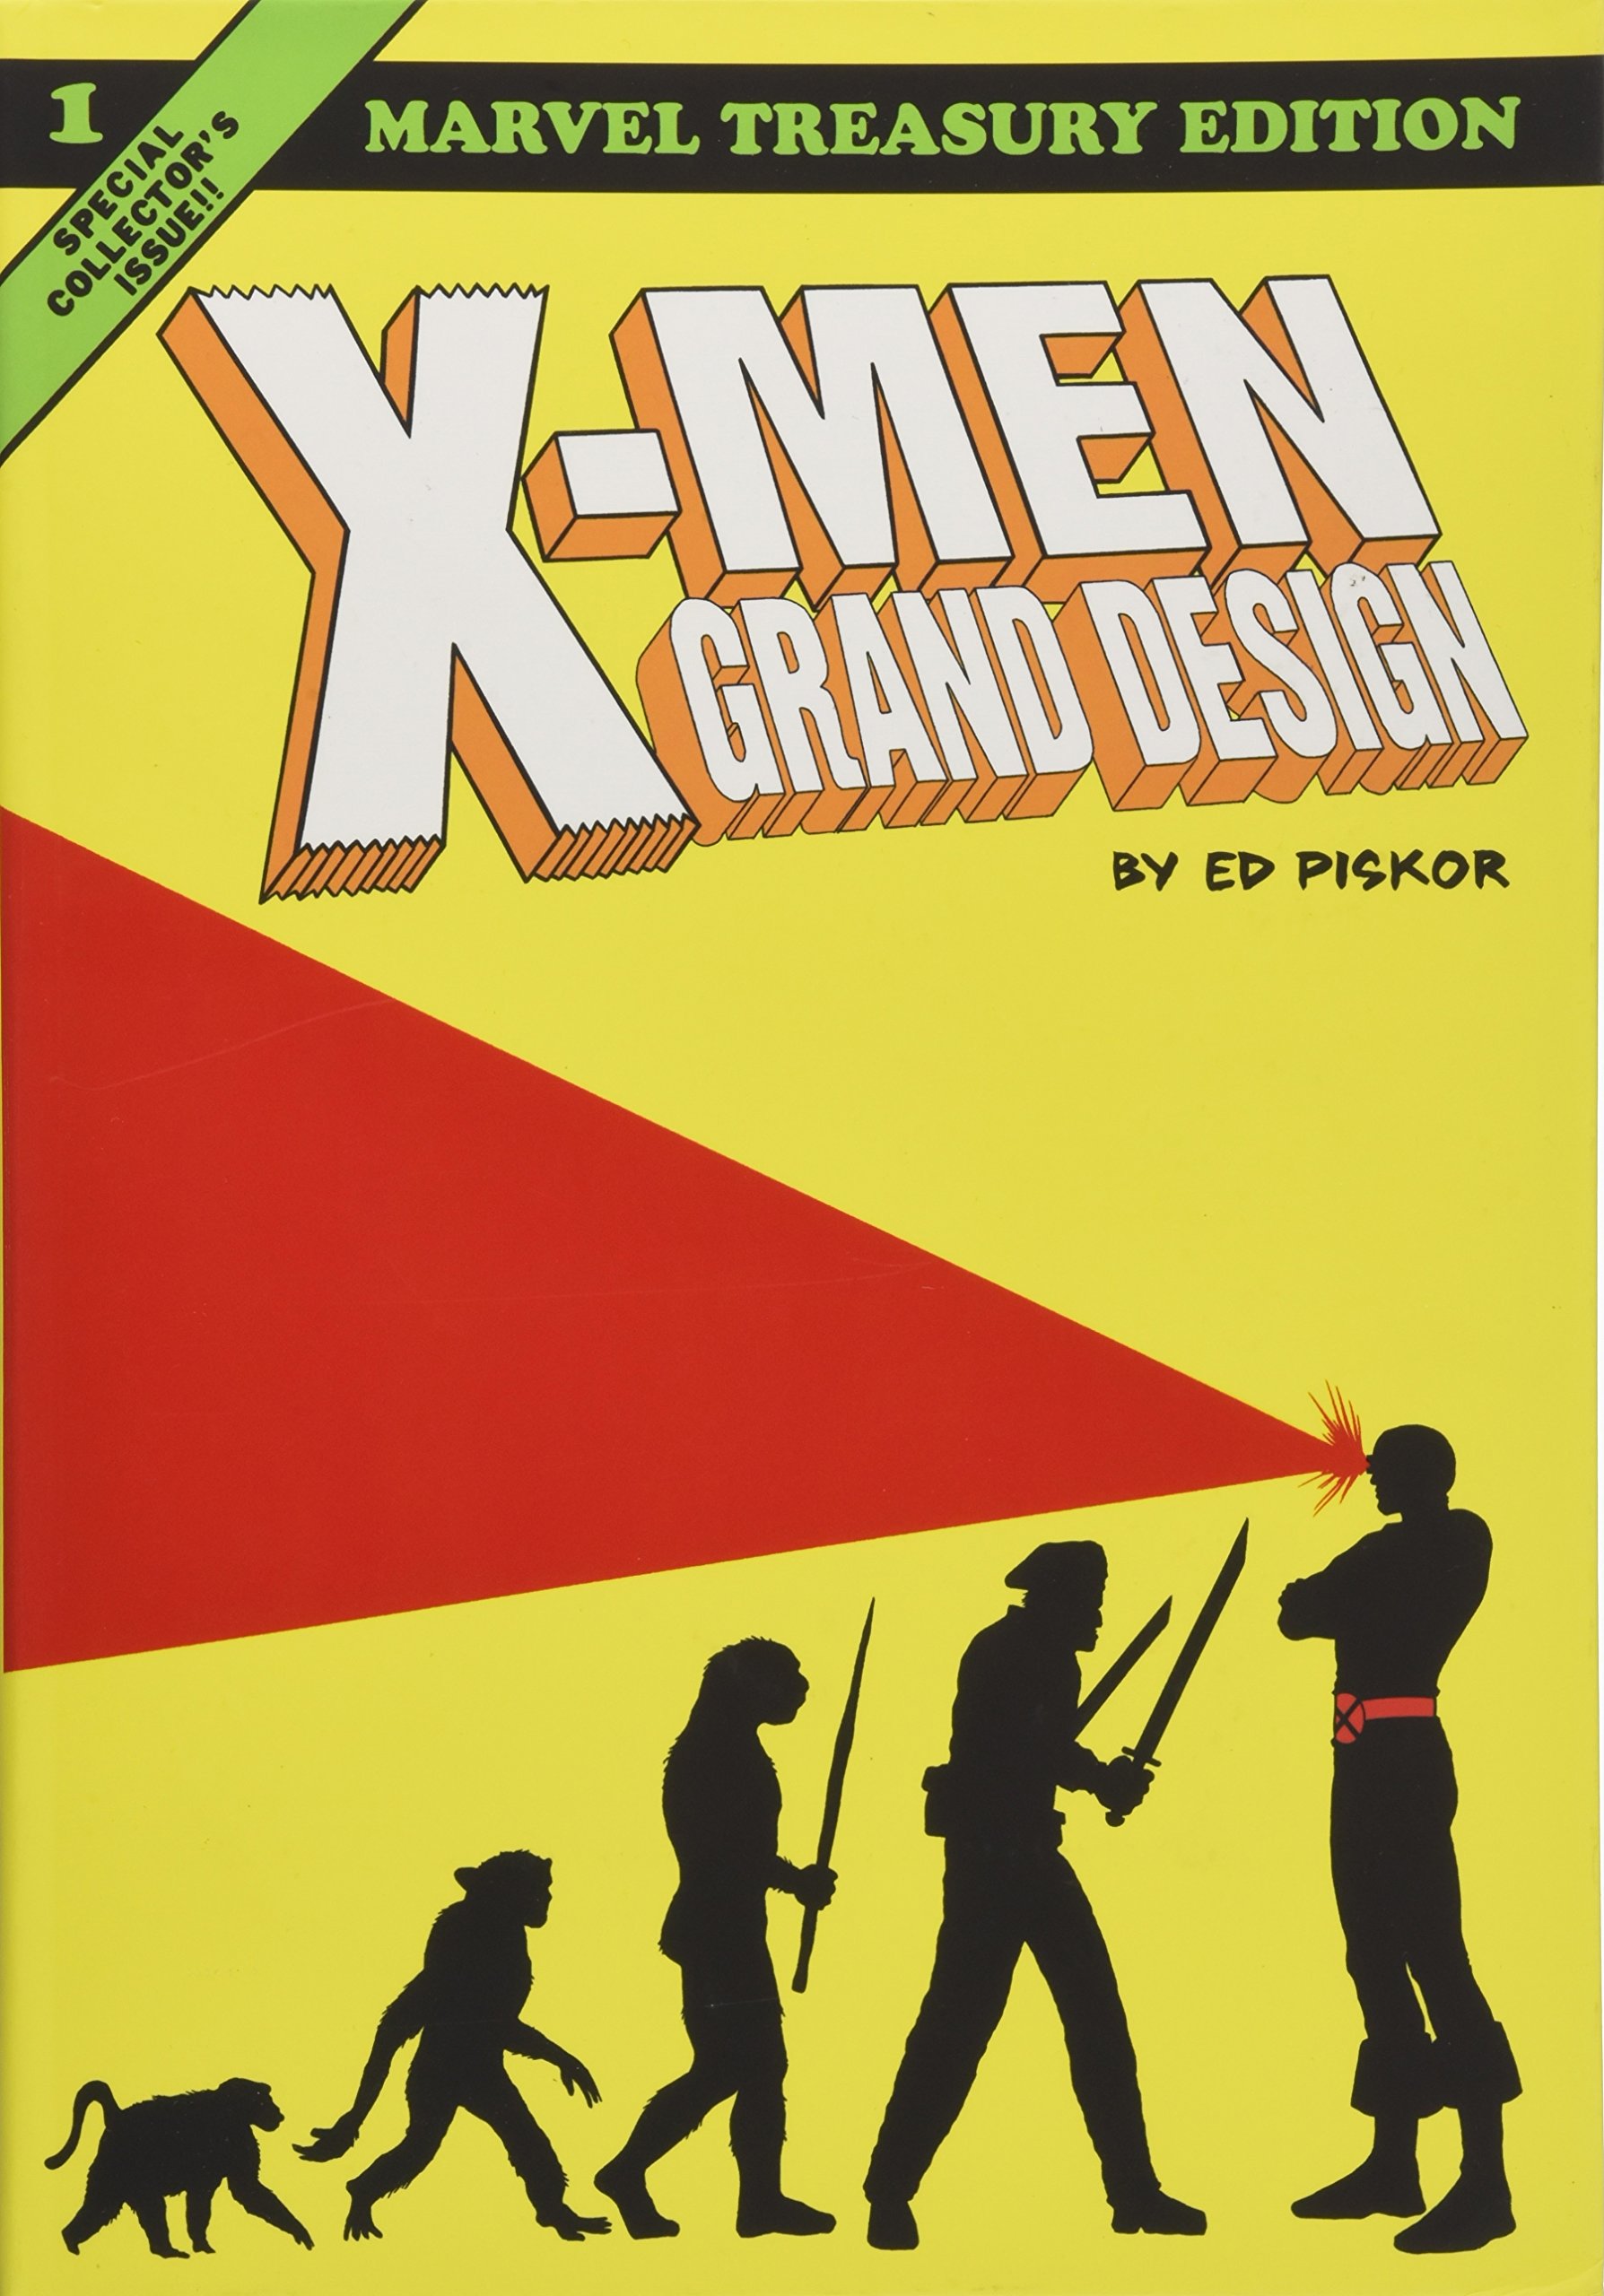 1
MARVEL TREASURY EDITION
SPECIAL
COLLECTOR'S
ISSUE!!
X-MEN
GRAND DESIGN
BY ED PISKOR
X